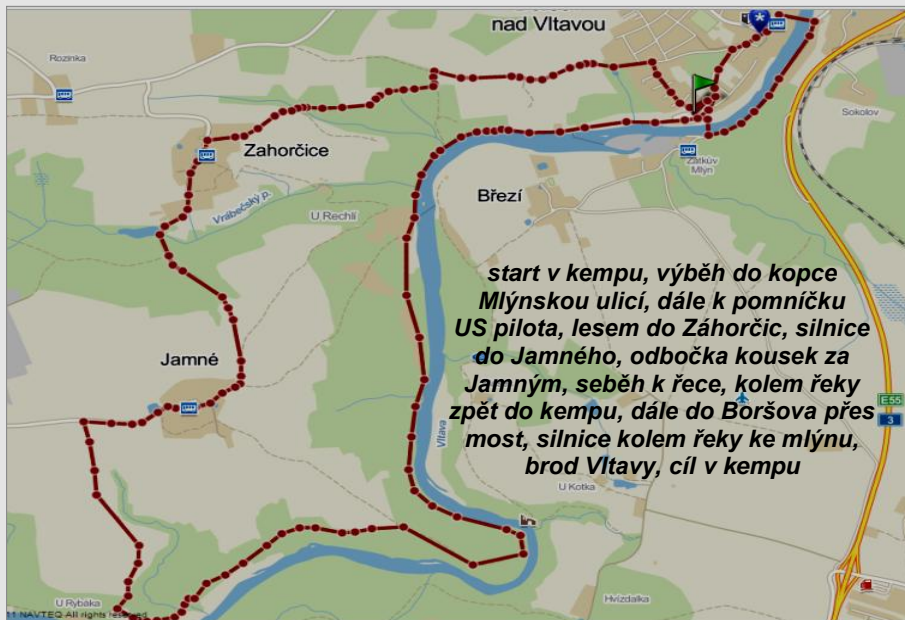 nad Vltavou
Rozinka
Sokolov
Zahorčice
Zátkův
Mlýn
Březí
Vrábečský p.
U Rechlí
start v kempu, výběh do kopce
Mlýnskou ulicí, dále k pomníčku
US pilota, lesem do Záhorčic, silnice
do Jamného, odbočka kousek za
Jamným, seběh k řece, kolem řeky
zpět do kempu, dále do Boršova přes
most, silnice kolem řeky ke mlýnu,
brod Vltavy, cíl v kempu
Jamné
E55
3
Vltava
U Kotka
U Rybáka
Hvízdalka
11 NAVTEQ All rights reserved.